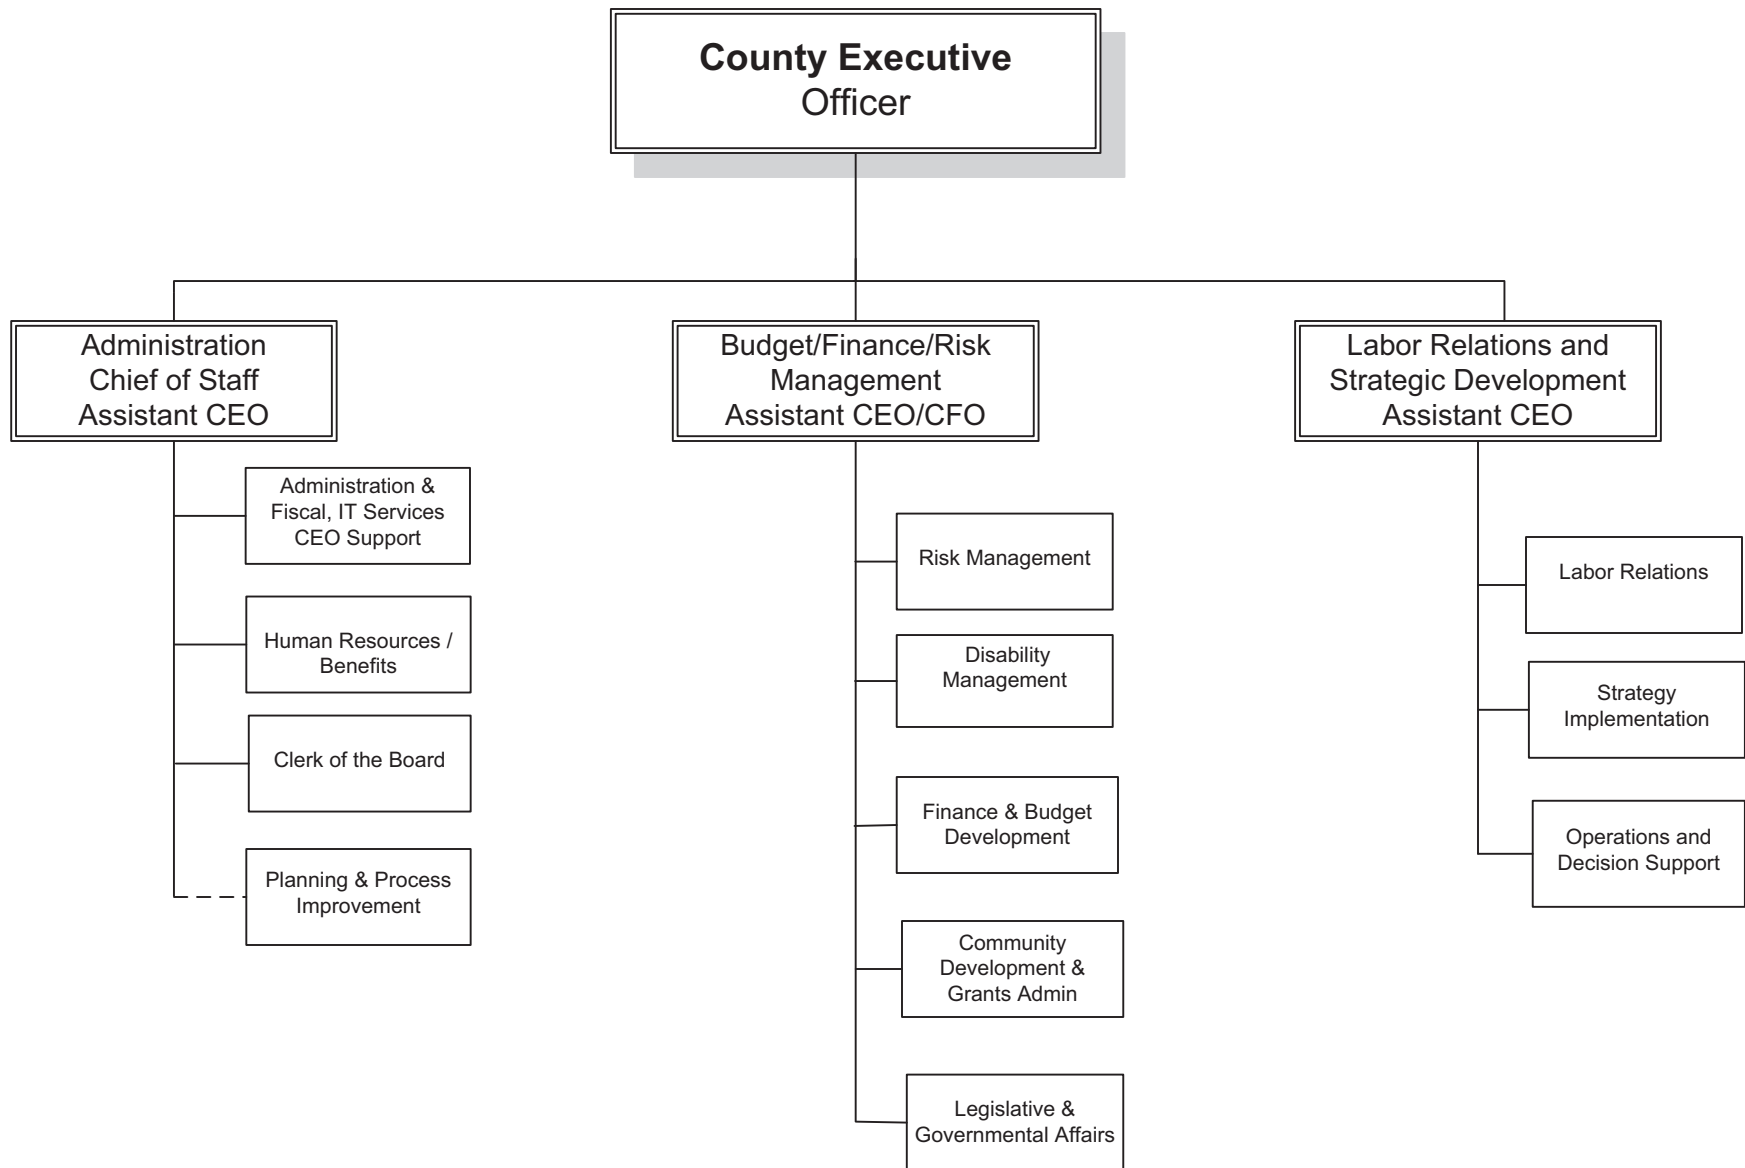 County Executive
Officer
Administration
Chief of Staff
Assistant CEO
Budget/Finance/Risk
Management
Assistant CEO/CFO
Labor Relations and
Strategic Development
Assistant CEO
Administration &
Fiscal, IT Services
CEO Support
Human Resources /
Benefits
Clerk of the Board
Planning & Process
Improvement
Risk Management
Disability
Management
Finance & Budget
Development
Community
Development &
Grants Admin
Legislative &
Governmental Affairs
Labor Relations
Strategy
Implementation
Operations and
Decision Support